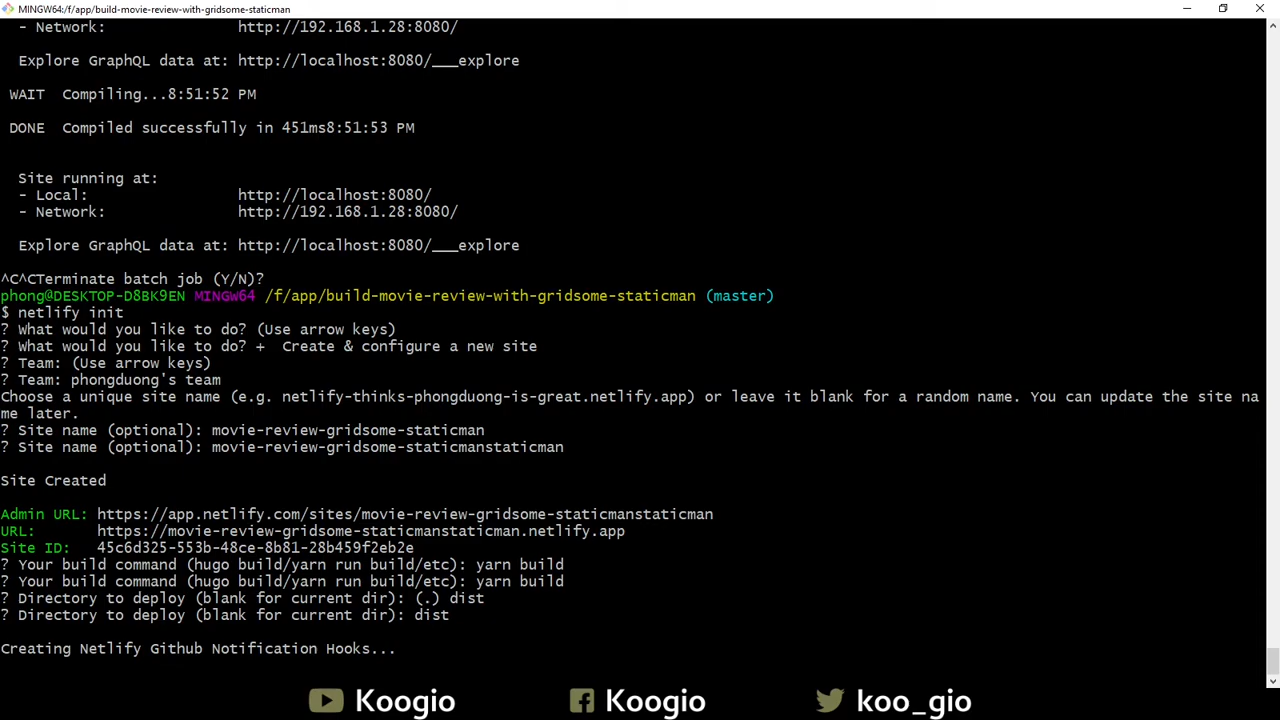 MINGW64:/f/app/build-movie-review-with-gridsome-staticman
- Network: http://192.168.1.28:8080/
Explore GraphQL data at: http://localhost:8080/___explore
WAIT Compiling...8:51:52 PM
DONE Compiled successfully in 451ms8:51:53 PM
Site running at:
- Local: http://localhost:8080/
- Network: http://192.168.1.28:8080/
Explore GraphQL data at: http://localhost:8080/___explore
^C^CTerminate batch job (Y/N)?
phong@DESKTOP-D8BK9EN MINGW64 /f/app/build-movie-review-with-gridsome-staticman (master)
$ netlify init
? What would you like to do? (Use arrow keys)
? What would you like to do? + Create & configure a new site
? Team: (Use arrow keys)
? Team: phongduong's team
Choose a unique site name (e.g. netlify-thinks-phongduong-is-great.netlify.app) or leave it blank for a random name. You can update the site na
me later.
? Site name (optional): movie-review-gridsome-staticman
? Site name (optional): movie-review-gridsome-staticmanstaticman
Site Created
Admin URL: https://app.netlify.com/sites/movie-review-gridsome-staticmanstaticman
URL: https://movie-review-gridsome-staticmanstaticman.netlify.app
Site ID: 45c6d325-553b-48ce-8b81-28b459f2eb2e
? Your build command (hugo build/yarn run build/etc): yarn build
? Your build command (hugo build/yarn run build/etc): yarn build
? Directory to deploy (blank for current dir): (.) dist
? Directory to deploy (blank for current dir): dist
Creating Netlify Github Notification Hooks...
Koogio Koogio koo_gio